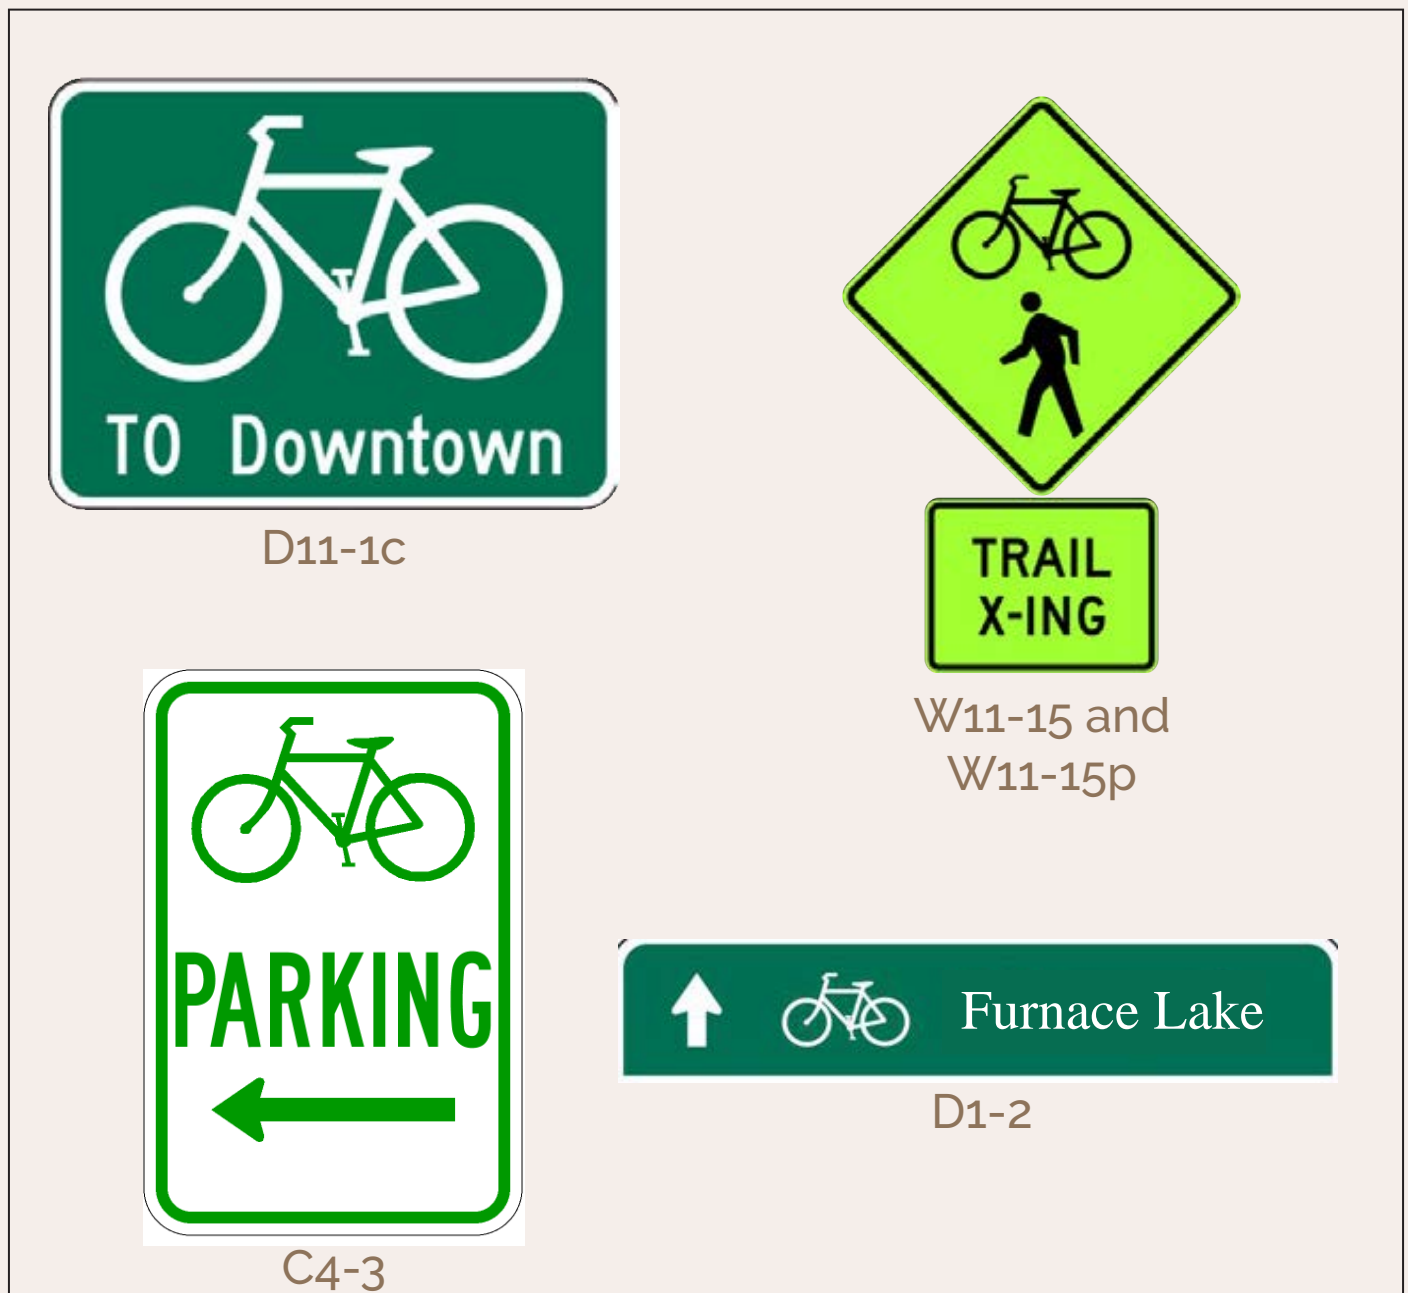 TO Downtown
D11-1c
TRAIL
X-ING
W11-15 and
W11-15p
PARKING
C4-3
Furnace Lake
D1-2